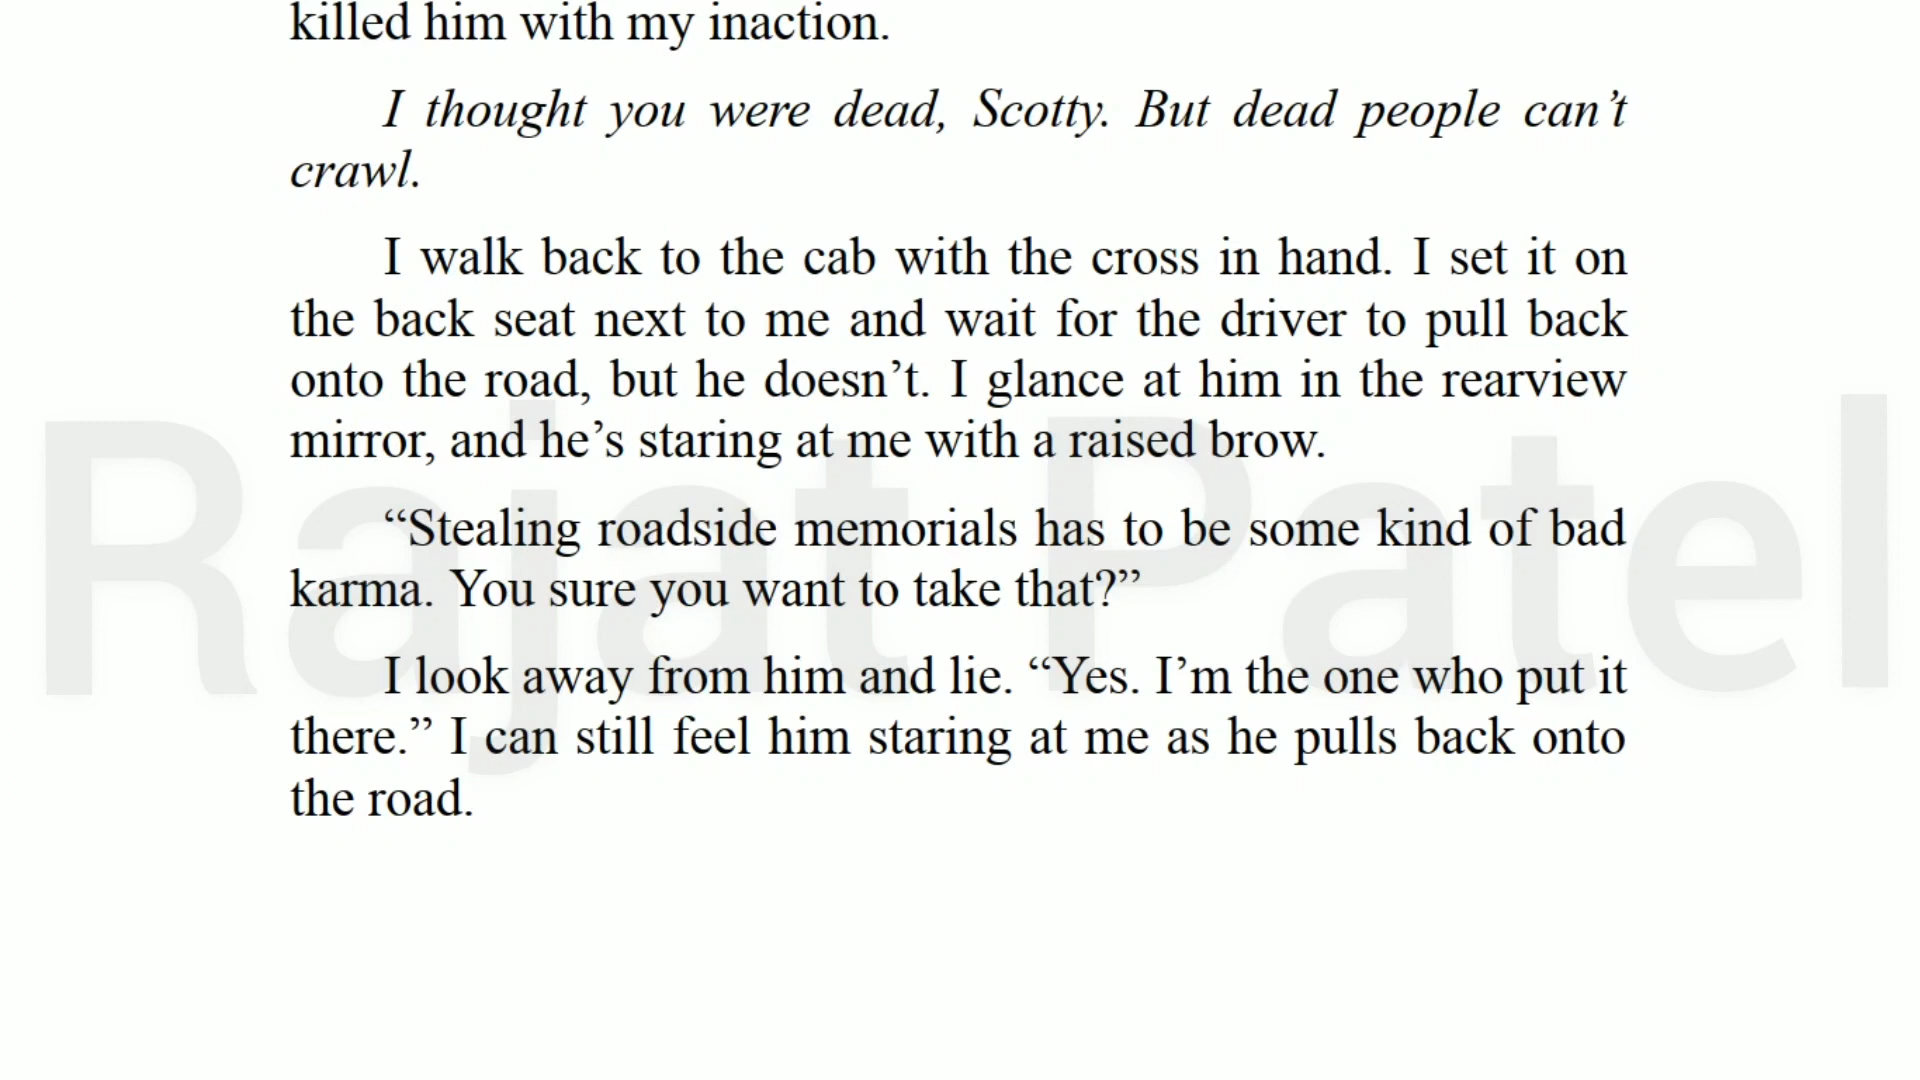 killed him with my inaction.
I thought you were dead, Scotty. But dead people can’t
crawl.
I walk back to the cab with the cross in hand. I set it on
the back seat next to me and wait for the driver to pull back
onto the road, but he doesn’t. I glance at him in the rearview
mirror, and he’s staring at me with a raised brow.
“Stealing roadside memorials has to be some kind of bad
karma. You sure you want to take that?”
I look away from him and lie. “Yes. I’m the one who put it
there.” I can still feel him staring at me as he pulls back onto
the road.
Rajat Patel